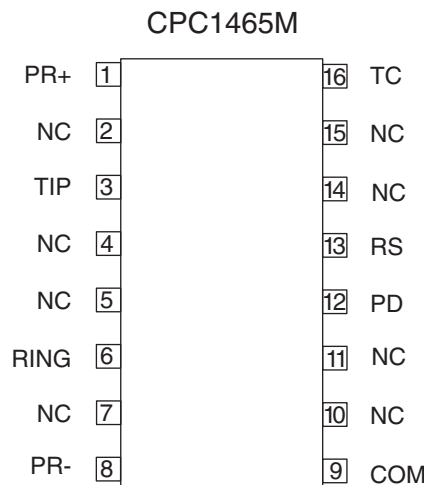 CPC1465M
PR+ 1 16 TC
NC 2 15 NC
TIP 3 14 NC
NC 4 13 RS
NC 5 12 PD
RING 6 11 NC
NC 7 10 NC
PR- 8 9 COM